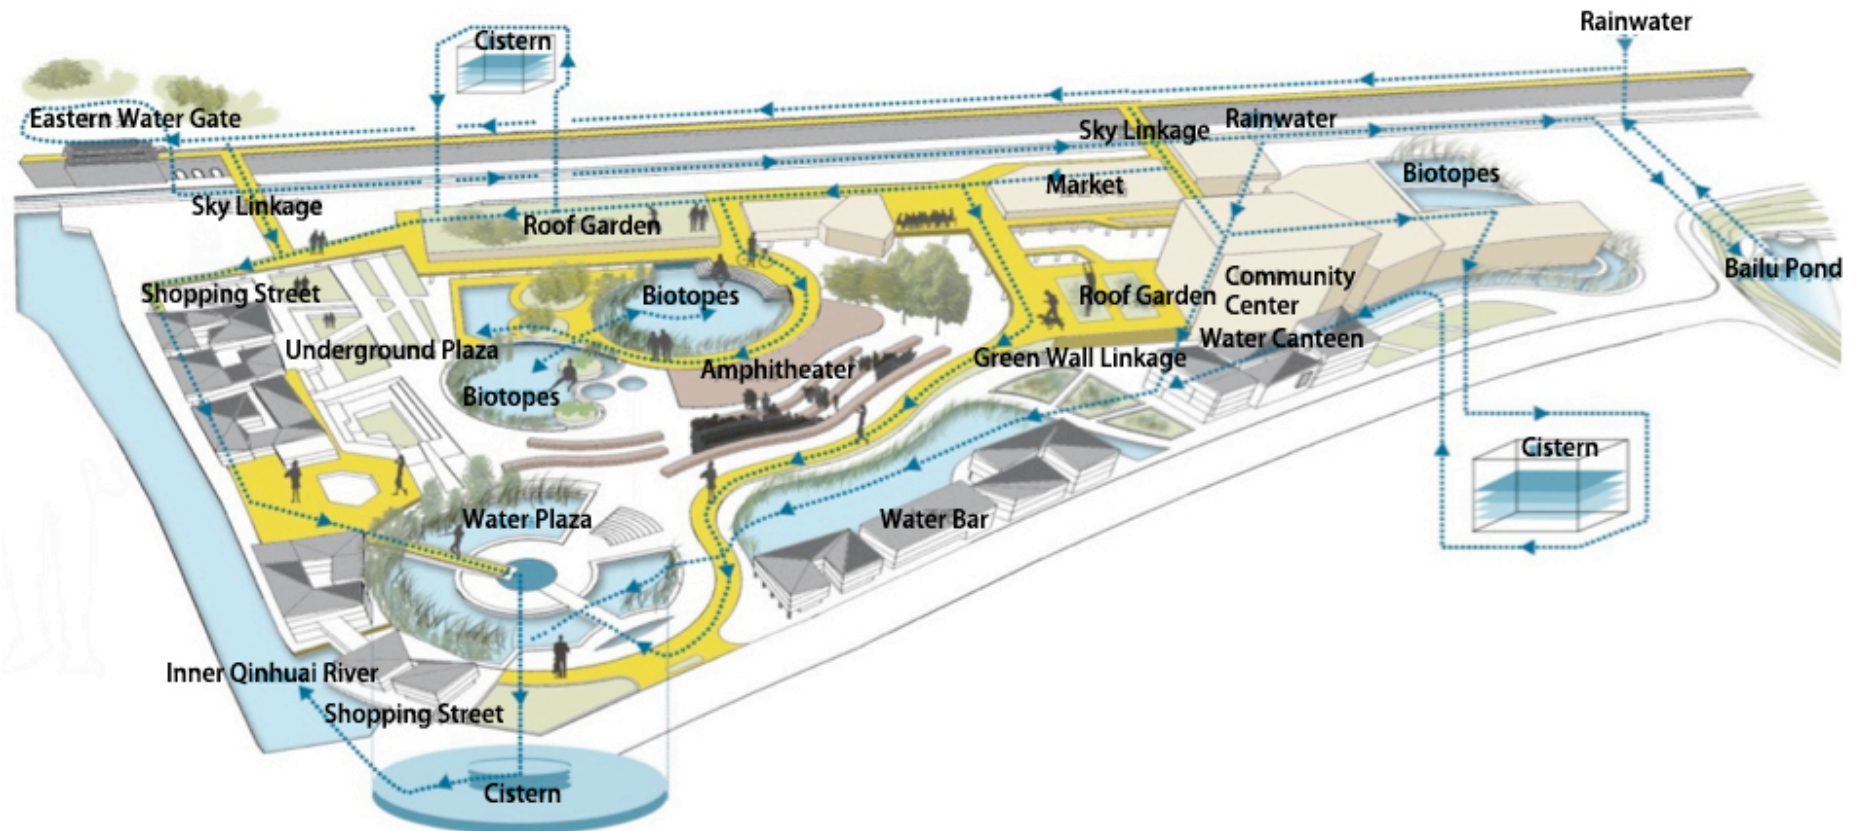 Rainwater
Cistern
Eastern Water Gate
Sky Linkage
Rainwater
Biotopes
Market
Sky Linkage
Roof Garden
Bailu Pond
Shopping Street
Biotopes
Roof Garden
Community
Center
Underground Plaza
Water Canteen
Green Wall Linkage
Amphitheater
Biotopes
Cistern
Water Plaza
Water Bar
Inner Qinhuai River
Shopping Street
Cistern